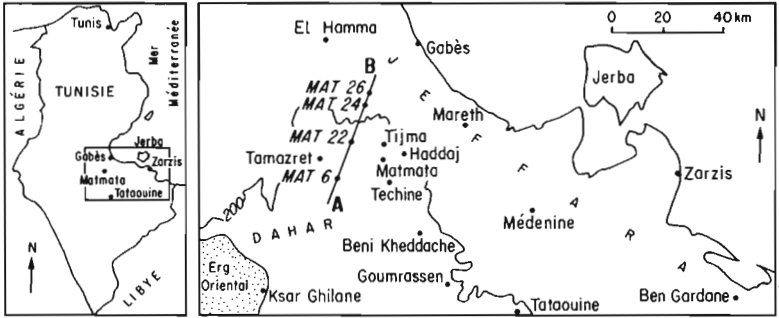 Tunis
Mer
Méditerranée
ALGÉRIE
TUNISIE
Jerba
Gabès
Zarzis
Matmata
Tataouine
N
LIBYE
0 20 40 km
El Hamma
Gabès
Jerba
B
MAT 26
MAT 24
JEFFARA
Mareth
N
MAT 22
Tijma
Tamazret
Haddaj
Matmata
MAT 6
Techine
Zarzis
200
A
Médenine
DAHAR
Beni Kheddache
Erg
Oriental
Goumrassen
Ksar Ghilane
Tataouine
Ben Gardane